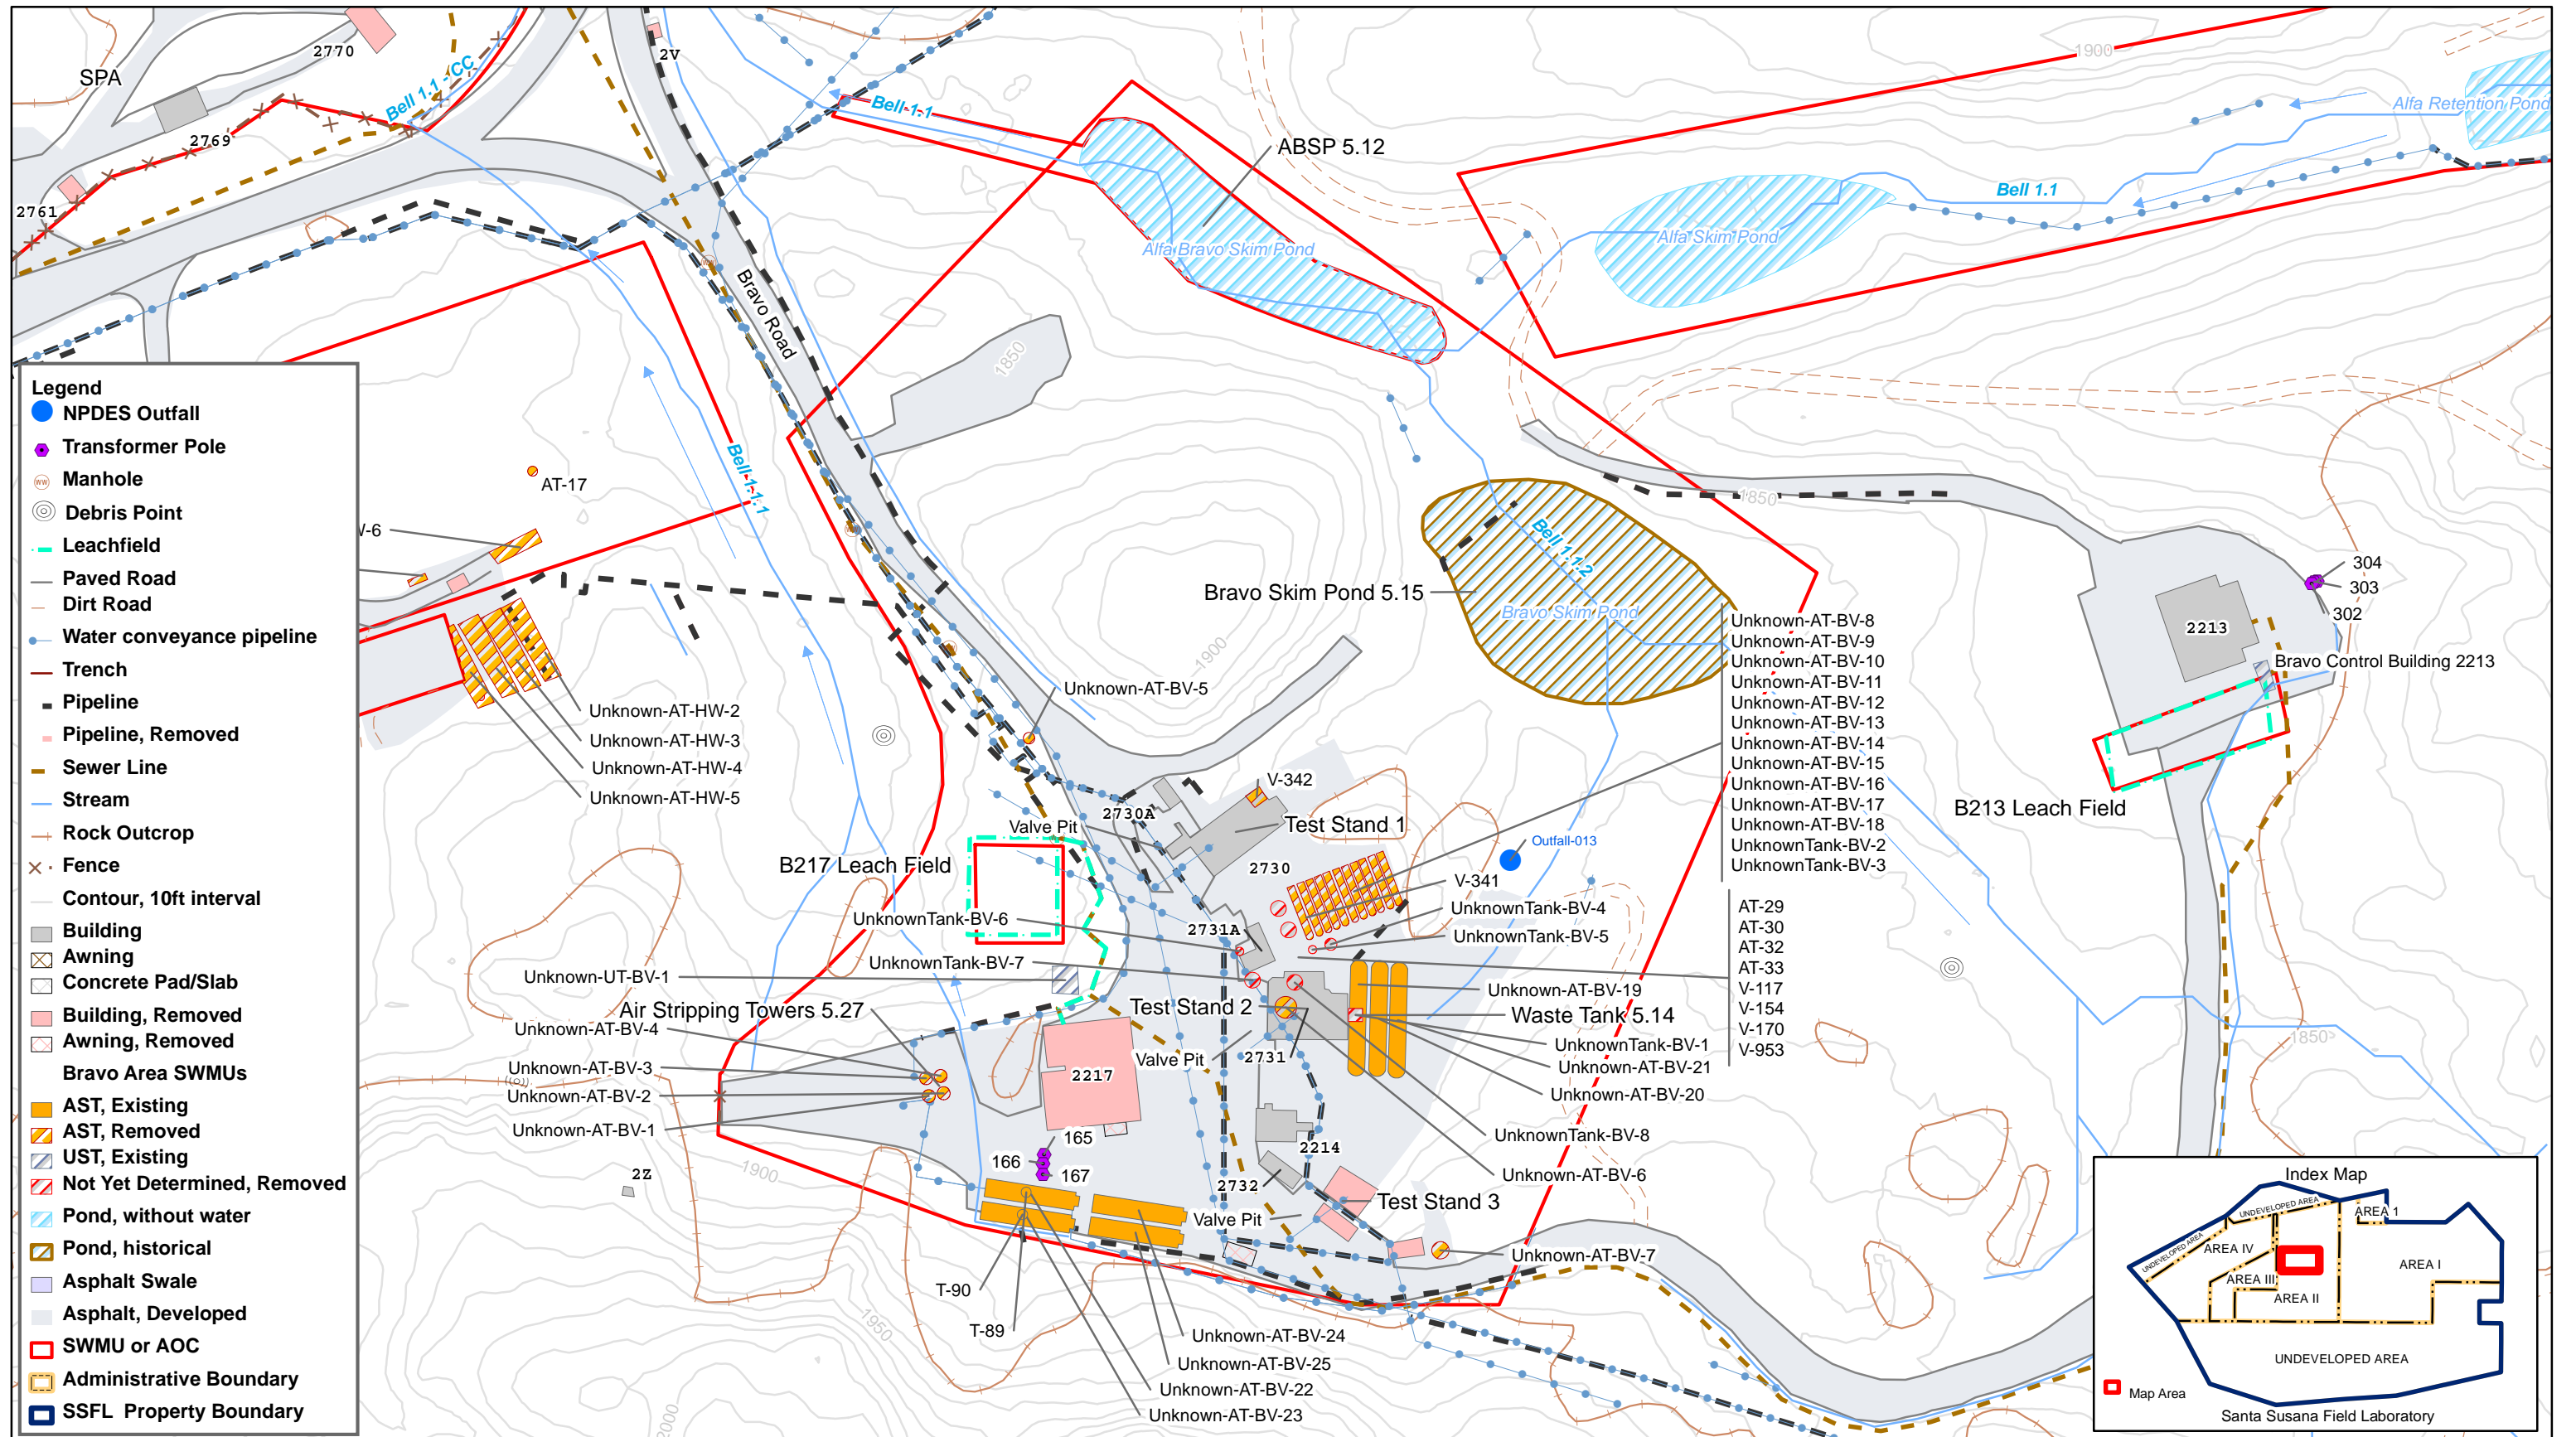 SPA
2770
2V
2769
2761
Bell 1.1 - CC
Bell 1.1
ABSP 5.12
Alfa Bravo Skim Pond
1900
Alfa Retention Pond
Bell 1.1
Alfa Skim Pond
Bravo Road
1850
Bell-1.1.1
AT-17
1850
Legend
NPDES Outfall
Transformer Pole
Manhole
Debris Point
Leachfield
Paved Road
Dirt Road
Water conveyance pipeline
Trench
Pipeline
Pipeline, Removed
Sewer Line
Stream
Rock Outcrop
Fence
Contour, 10ft interval
Building
Awning
Concrete Pad/Slab
Building, Removed
Awning, Removed
Bravo Area SWMUs
AST, Existing
AST, Removed
UST, Existing
Not Yet Determined, Removed
Pond, without water
Pond, historical
Asphalt Swale
Asphalt, Developed
SWMU or AOC
Administrative Boundary
SSFL Property Boundary
Unknown-AT-HW-2
Unknown-AT-HW-3
Unknown-AT-HW-4
Unknown-AT-HW-5
Unknown-AT-BV-5
1900
Bravo Skim Pond 5.15
Bell 1.1.2
Bravo Skim Pond
Unknown-AT-BV-8
Unknown-AT-BV-9
Unknown-AT-BV-10
Unknown-AT-BV-11
Unknown-AT-BV-12
Unknown-AT-BV-13
Unknown-AT-BV-14
Unknown-AT-BV-15
Unknown-AT-BV-16
Unknown-AT-BV-17
Unknown-AT-BV-18
UnknownTank-BV-2
UnknownTank-BV-3
304
303
302
2213
Bravo Control Building 2213
B213 Leach Field
V-342
2730A
Valve Pit
Test Stand 1
2730
Outfall-013
B217 Leach Field
V-341
UnknownTank-BV-4
UnknownTank-BV-5
UnknownTank-BV-6
2731A
UnknownTank-BV-7
Unknown-UT-BV-1
AT-29
AT-30
AT-32
AT-33
V-117
V-154
V-170
V-953
Air Stripping Towers 5.27
Test Stand 2
Unknown-AT-BV-19
Waste Tank 5.14
Unknown-AT-BV-4
Unknown-AT-BV-3
Unknown-AT-BV-2
Unknown-AT-BV-1
Valve Pit
2731
UnknownTank-BV-1
Unknown-AT-BV-21
Unknown-AT-BV-20
UnknownTank-BV-8
Unknown-AT-BV-6
2217
165
166
167
2214
2732
Test Stand 3
Valve Pit
Unknown-AT-BV-7
2Z
1900
1850
T-90
T-89
Unknown-AT-BV-24
Unknown-AT-BV-25
Unknown-AT-BV-22
Unknown-AT-BV-23
1950
2000
Index Map
UNDEVELOPED AREA
UNDEVELOPED AREA
AREA 1
AREA IV
AREA III
AREA II
AREA I
UNDEVELOPED AREA
Map Area
Santa Susana Field Laboratory